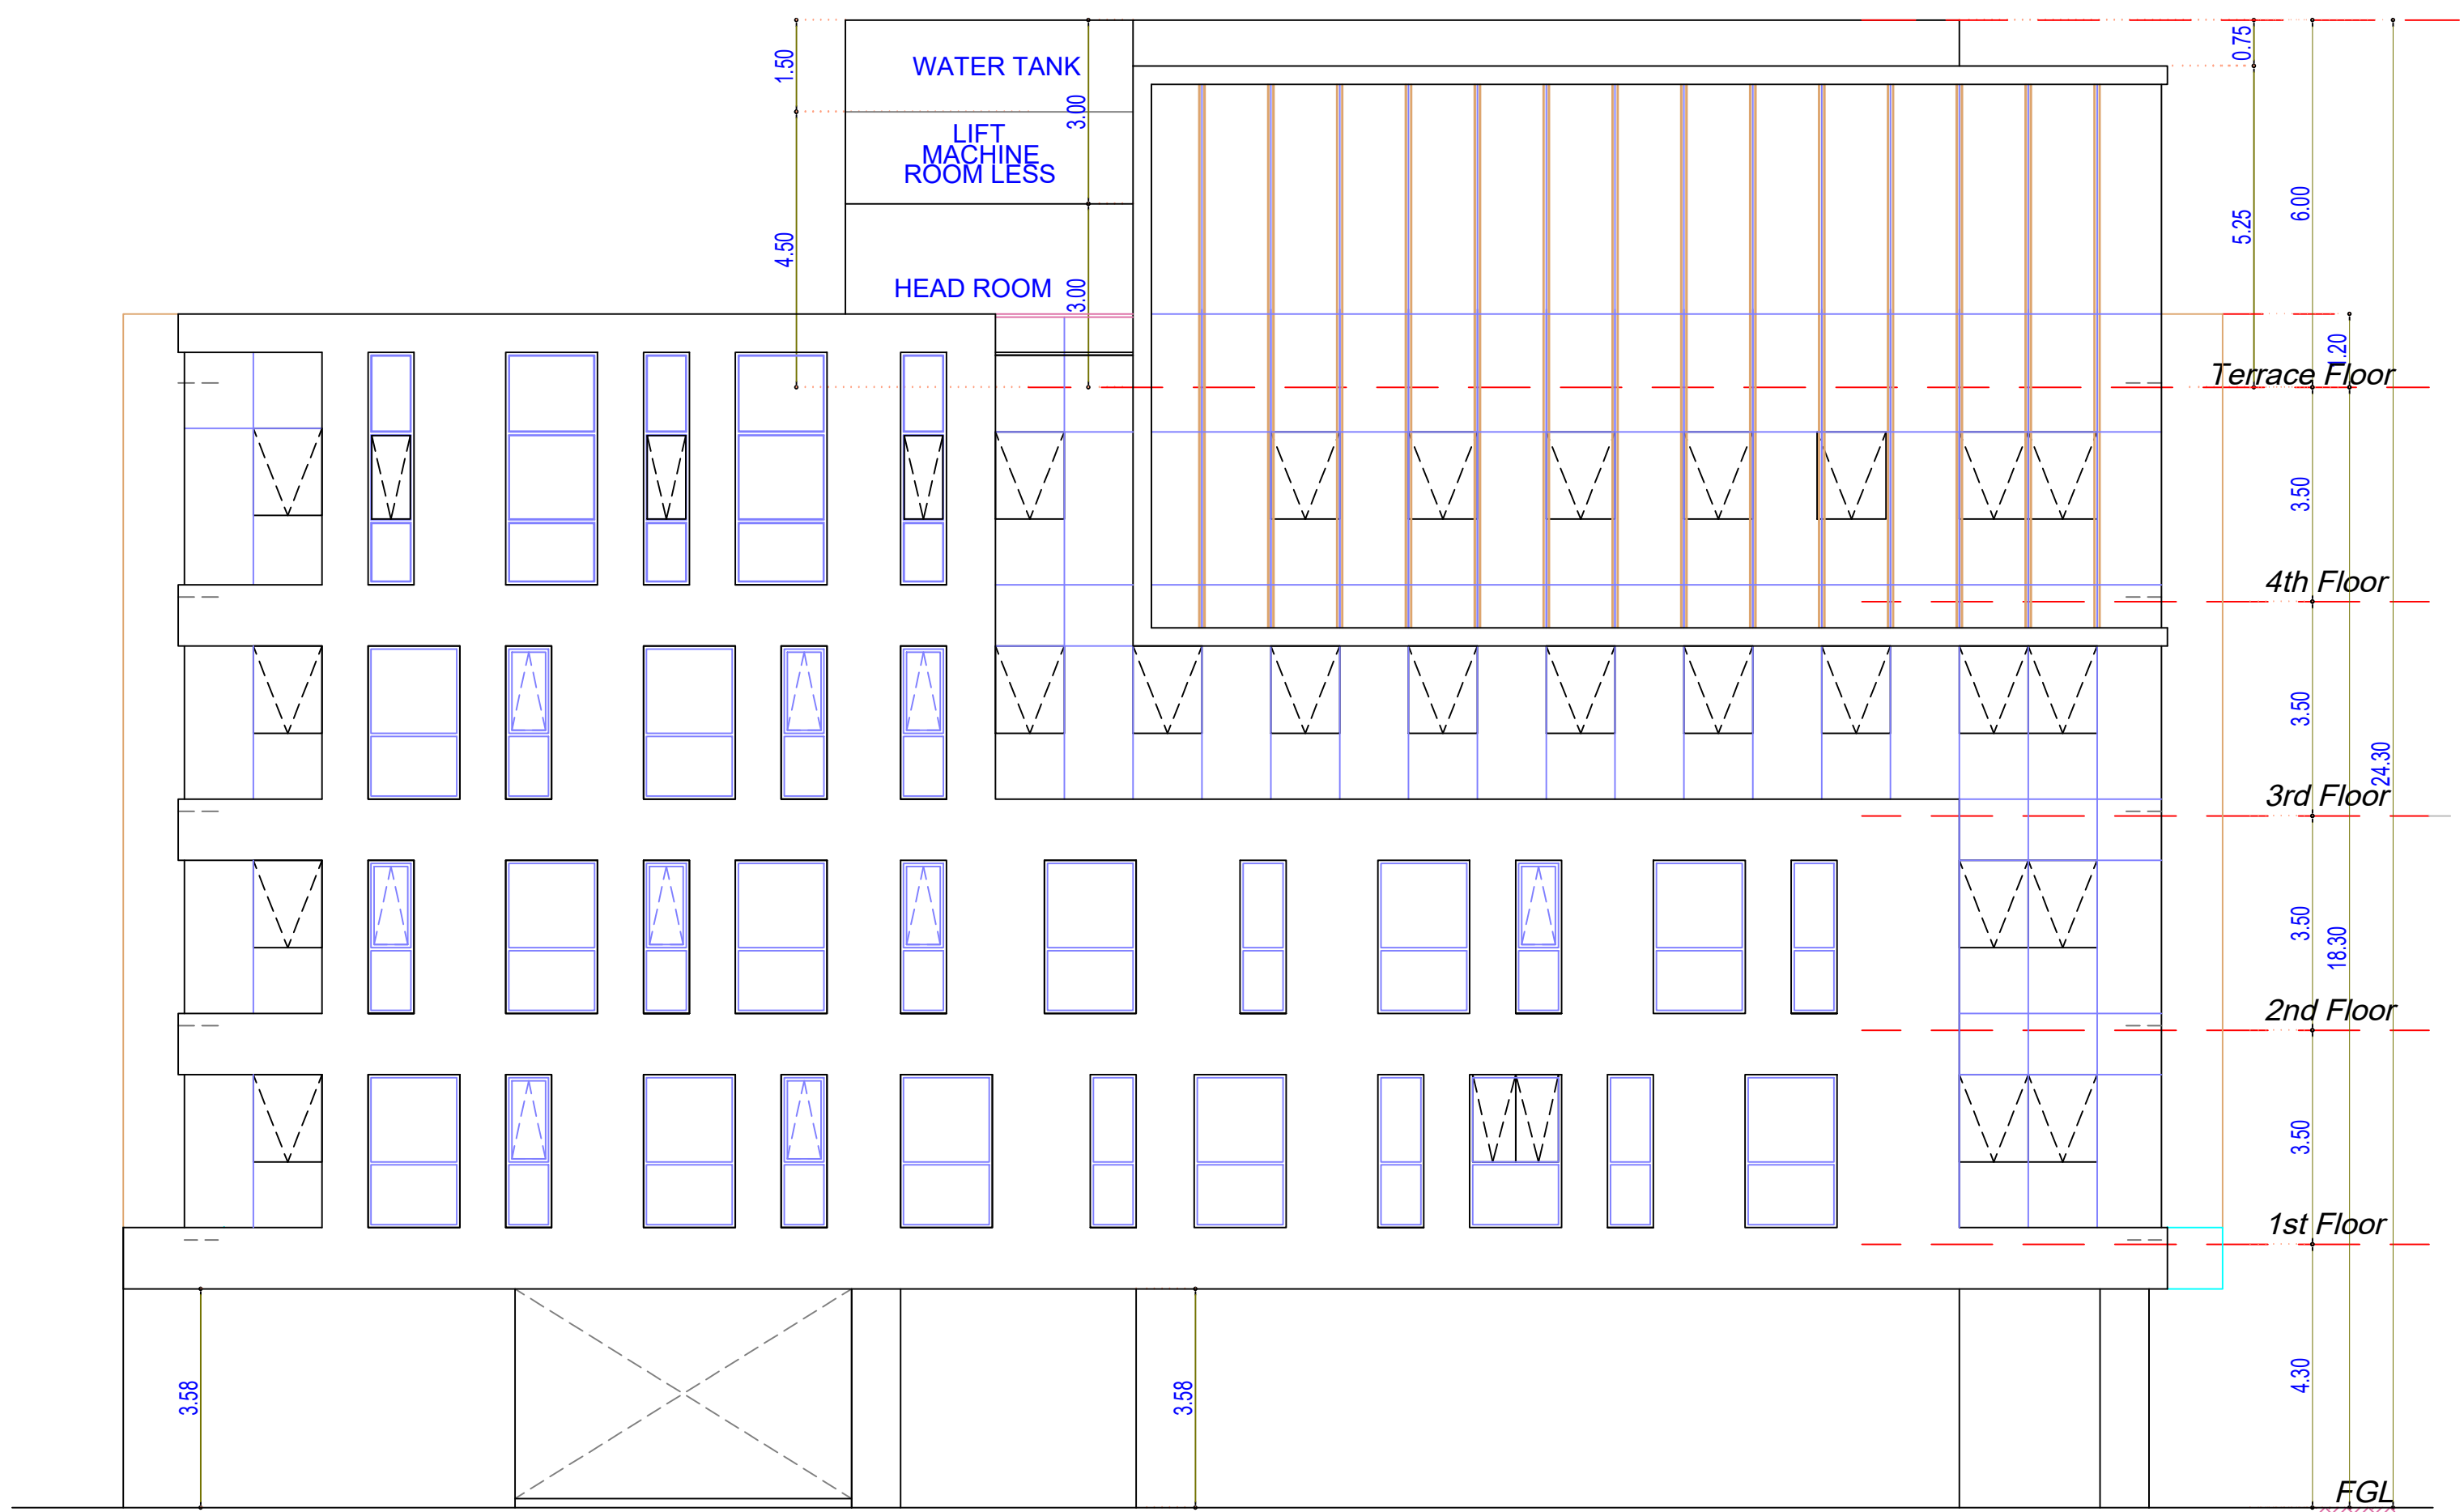 0.75
1.50
WATER TANK
3.00
LIFT
MACHINE
ROOM LESS
6.00
5.25
4.50
HEAD ROOM
3.00
1.20
Terrace Floor
3.50
4th Floor
3.50
24.30
3rd Floor
3.50
18.30
2nd Floor
3.50
1st Floor
4.30
3.58
3.58
FGL